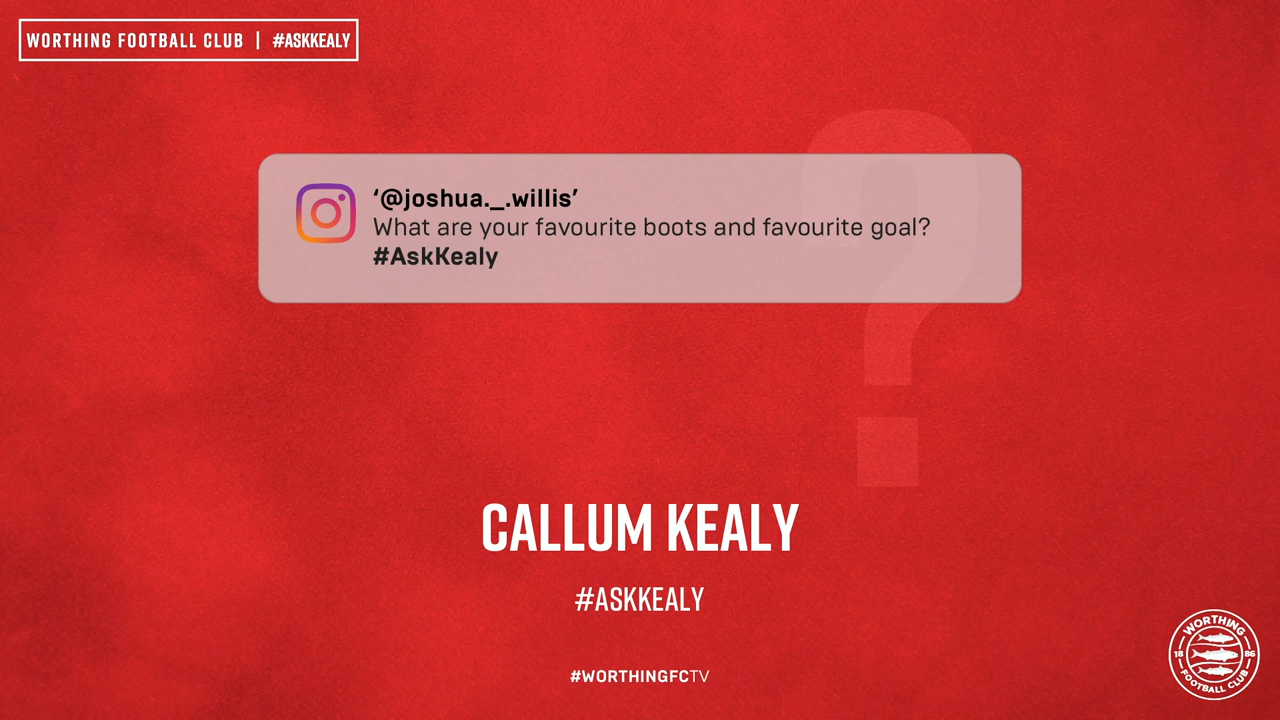 WORTHING FOOTBALL CLUB | #ASKKEALY
‘@joshua._.willis’
What are your favourite boots and favourite goal?
#AskKealy
?
CALLUM KEALY
#ASKKEALY
#WORTHINGFCTV
WORTHING
18 86
FOOTBALL CLUB